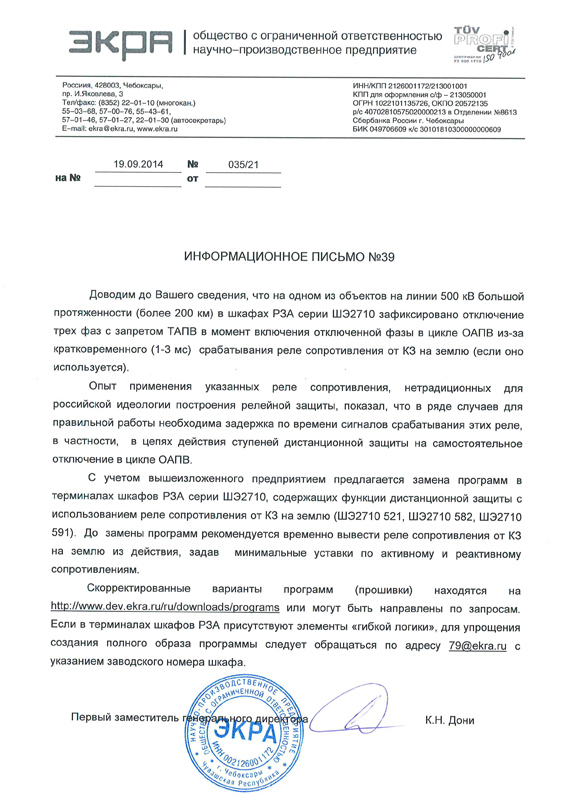 ЭКРА
общество с ограниченной ответственностью
научно–производственное предприятие
TÜV
PROFI
CERT
ISO 9001
Россия, 428003, Чебоксары,
пр. И.Яковлева, 3
Тел/факс: (8352) 22–01–10 (многокан.)
55–03–68, 57–00–76, 55–43–61,
57–01–46, 57–01–27, 22–01–30 (автосекретарь)
E–mail: ekra@ekra.ru, www.ekra.ru
ИНН/КПП 2126001172/213001001
КПП для оформления с/ф – 213050001
ОГРН 1022101135726, ОКПО 20572135
р/с 40702810575020000213 в Отделении №8613
Сбербанка России г. Чебоксары
БИК 049706609 к/с 30101810300000000609
19.09.2014 № 035/21
на № от
ИНФОРМАЦИОННОЕ ПИСЬМО №39
Доводим до Вашего сведения, что на одном из объектов на линии 500 кВ большой
протяженности (более 200 км) в шкафах РЗА серии ШЭ2710 зафиксировано отключение
трех фаз с запретом ТАПВ в момент включения отключенной фазы в цикле ОАПВ из-за
кратковременного (1-3 мс) срабатывания реле сопротивления от КЗ на землю (если оно
используется).
Опыт применения указанных реле сопротивления, нетрадиционных для
российской идеологии построения релейной защиты, показал, что в ряде случаев для
правильной работы необходима задержка по времени сигналов срабатывания этих реле,
в частности, в цепях действия ступеней дистанционной защиты на самостоятельное
отключение в цикле ОАПВ.
С учетом вышеизложенного предприятием предлагается замена программ в
терминалах шкафов РЗА серии ШЭ2710, содержащих функции дистанционной защиты с
использованием реле сопротивления от КЗ на землю (ШЭ2710 521, ШЭ2710 582, ШЭ2710
591). До замены программ рекомендуется временно вывести реле сопротивления от КЗ
на землю из действия, задав минимальные уставки по активному и реактивному
сопротивлениям.
Скорректированные варианты программ (прошивки) находятся на
http://www.dev.ekra.ru/ru/downloads/programs или могут быть направлены по запросам.
Если в терминалах шкафов РЗА присутствуют элементы «гибкой логики», для упрощения
создания полного образа программы следует обращаться по адресу 79@ekra.ru с
указанием заводского номера шкафа.
Первый заместитель генерального директора К.Н. Дони
НАУЧНО-ПРОИЗВОДСТВЕННОЕ ПРЕДПРИЯТИЕ
ОБЩЕСТВО С ОГРАНИЧЕННОЙ ОТВЕТСТВЕННОСТЬЮ
ЭКРА
ИНН 002126001172
г. Чебоксары
Чувашская Республика